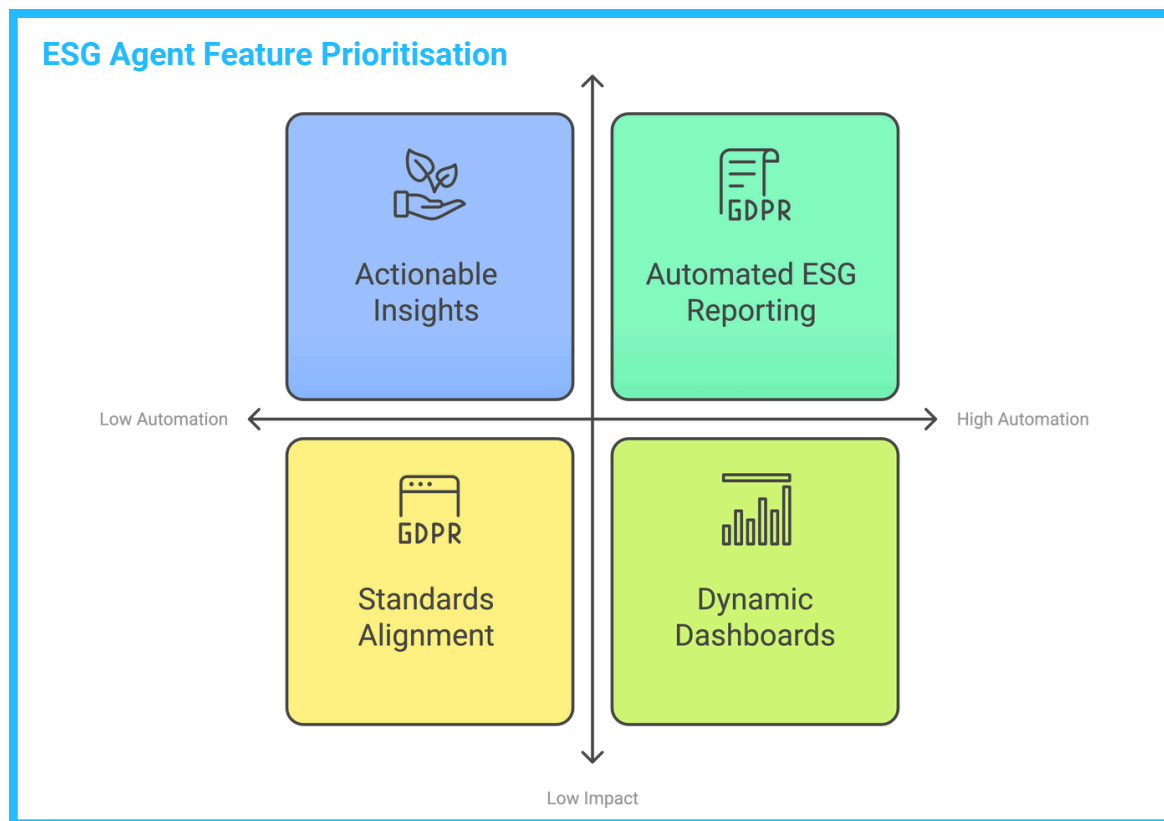 ESG Agent Feature Prioritisation
Actionable
Insights
GDPR
Automated ESG
Reporting
Low Automation
High Automation
GDPR
Standards
Alignment
Dynamic
Dashboards
Low Impact